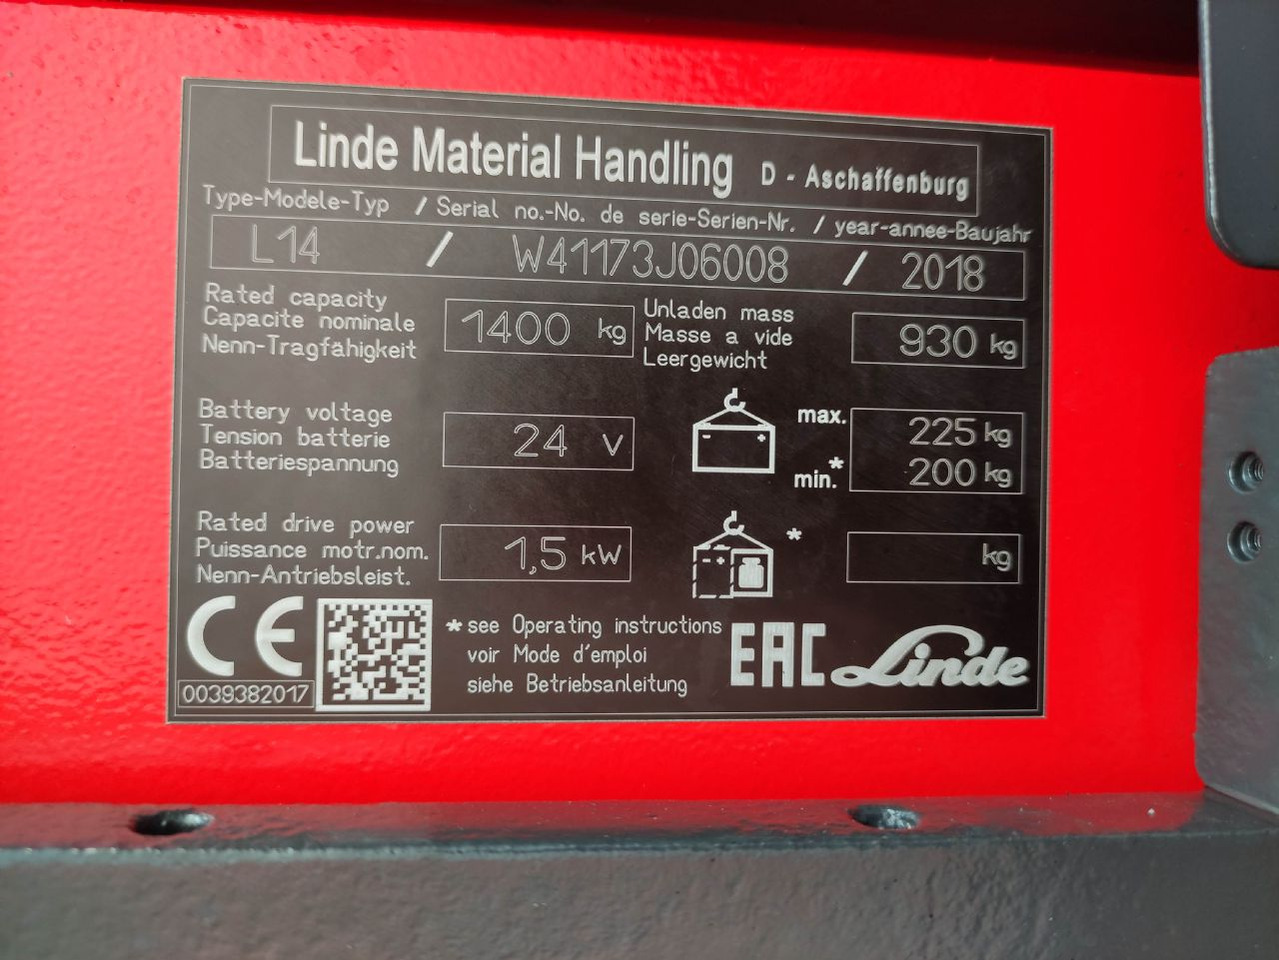 Linde Material Handling D - Aschaffenburg
Type-Modele-Typ / Serial no.-No. de serie-Serien-Nr. / year-annee-Baujahr
L14 / W41173J06008 / 2018
Rated capacity
Capacite nominale
Nenn-Tragfähigkeit
1400 kg
Unladen mass
Masse a vide
Leergewicht
930 kg
Battery voltage
Tension batterie
Batteriespannung
24 V
- +
max. 225 kg
min.* 200 kg
Rated drive power
Puissance motr.nom.
Nenn-Antriebsleist.
1,5 kW
- +
*
kg
CE
0039382017
* see Operating instructions
voir Mode d'emploi
siehe Betriebsanleitung
EAC Linde